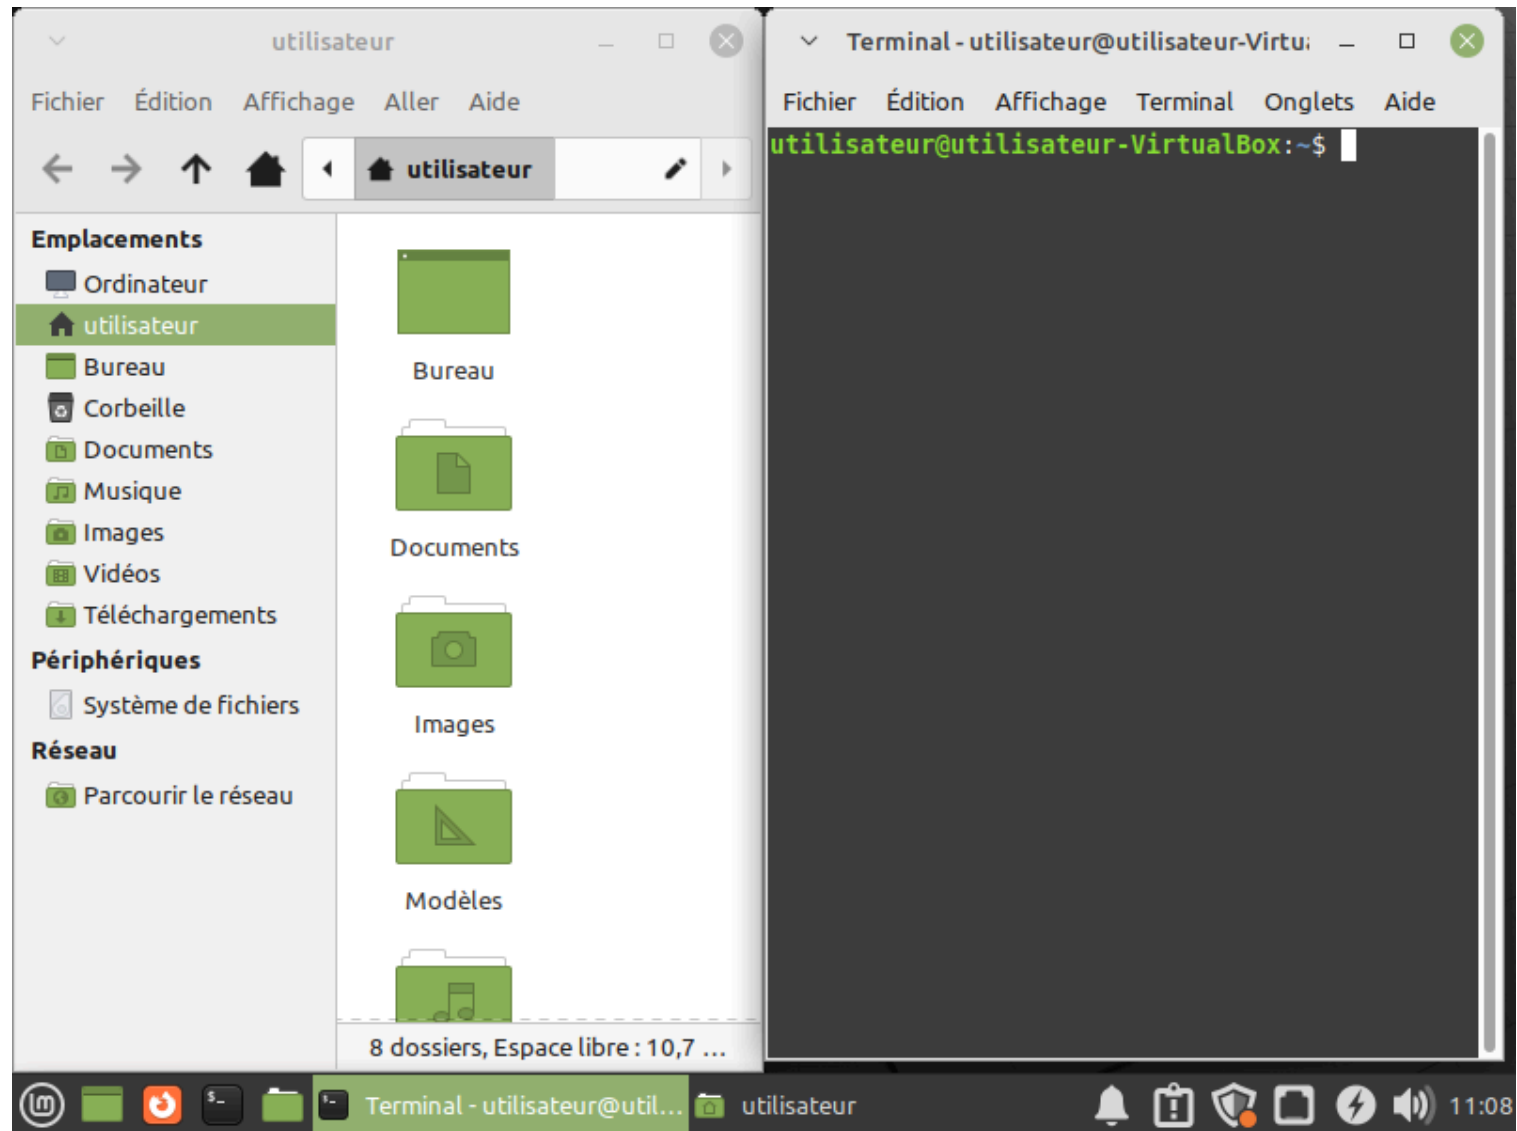 utilisateur
Fichier Édition Affichage Aller Aide
utilisateur
Emplacements
Ordinateur
utilisateur
Bureau
Corbeille
Documents
Musique
Images
Vidéos
Téléchargements
Périphériques
Système de fichiers
Réseau
Parcourir le réseau
Bureau
Documents
Images
Modèles
8 dossiers, Espace libre : 10,7 ...
Terminal - utilisateur@utilisateur-Virtu
Fichier Édition Affichage Terminal Onglets Aide
utilisateur@utilisateur-VirtualBox:~$
Terminal - utilisateur@util... utilisateur 11:08